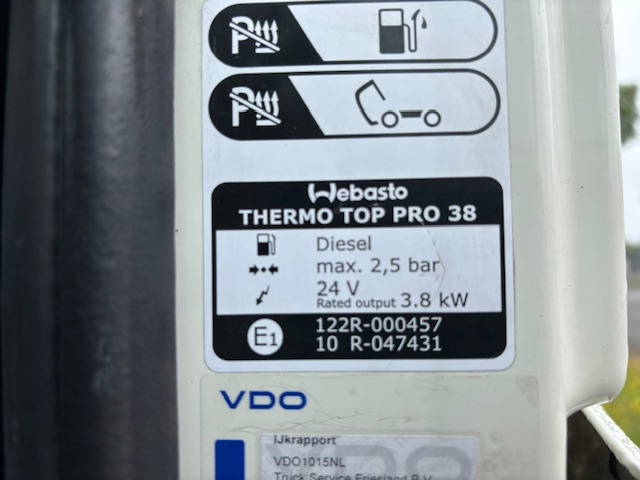 Webasto
THERMO TOP PRO 38
Diesel
max. 2,5 bar
24 V
Rated output 3.8 kW
E1
122R-000457
10 R-047431
VDO
IJkrapport
VDO1015NL
Truck Service Friesland B.V.